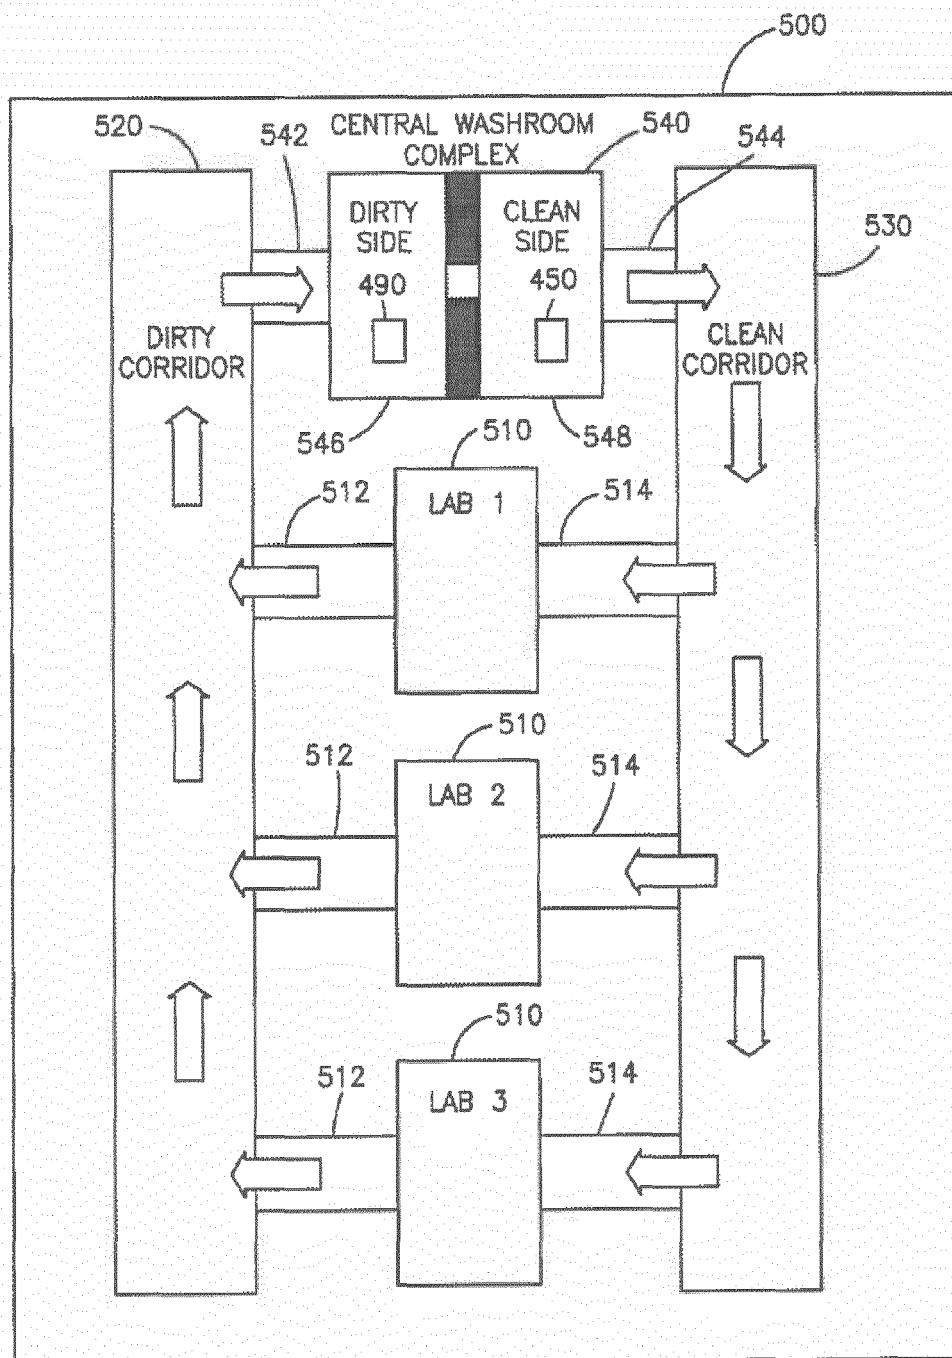 500
520
542
CENTRAL WASHROOM
COMPLEX
540
544
DIRTY
SIDE
CLEAN
SIDE
530
490
450
DIRTY
CORRIDOR
CLEAN
CORRIDOR
546
510
548
512
LAB 1
514
510
512
LAB 2
514
510
512
LAB 3
514